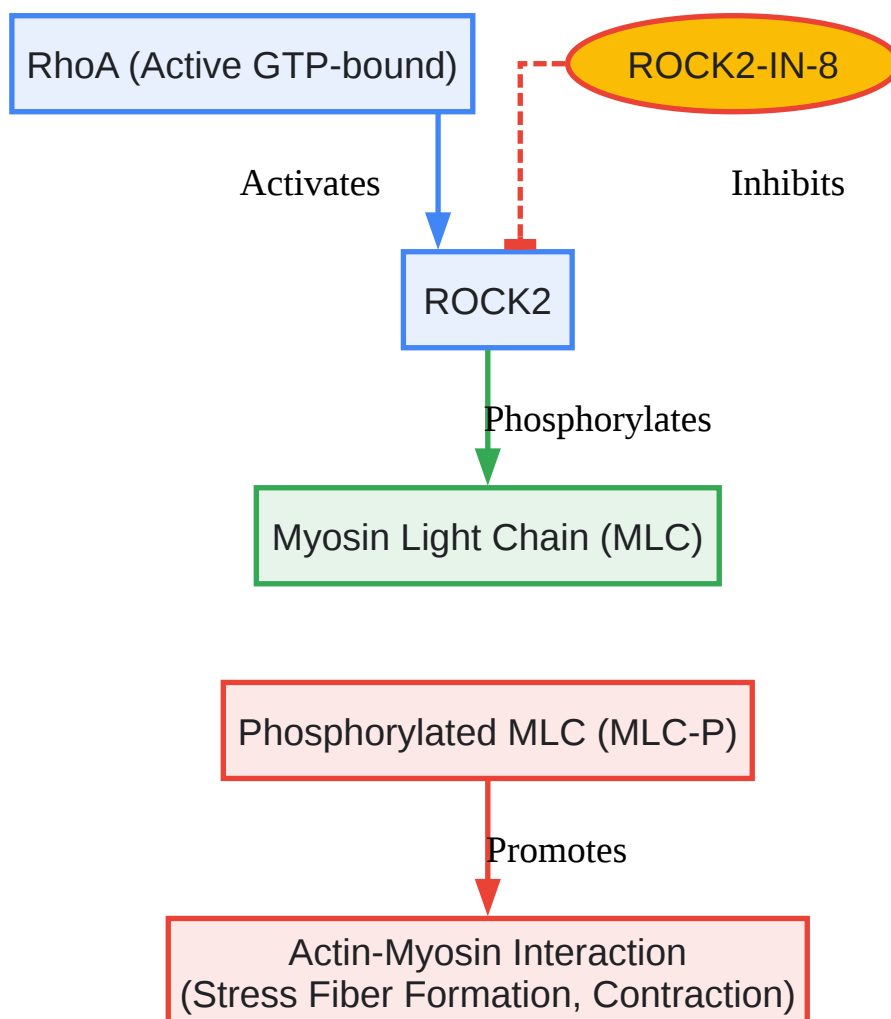 RhoA (Active GTP-bound)
ROCK2-IN-8
Activates
Inhibits
ROCK2
Phosphorylates
Myosin Light Chain (MLC)
Phosphorylated MLC (MLC-P)
Promotes
Actin-Myosin Interaction
(Stress Fiber Formation, Contraction)